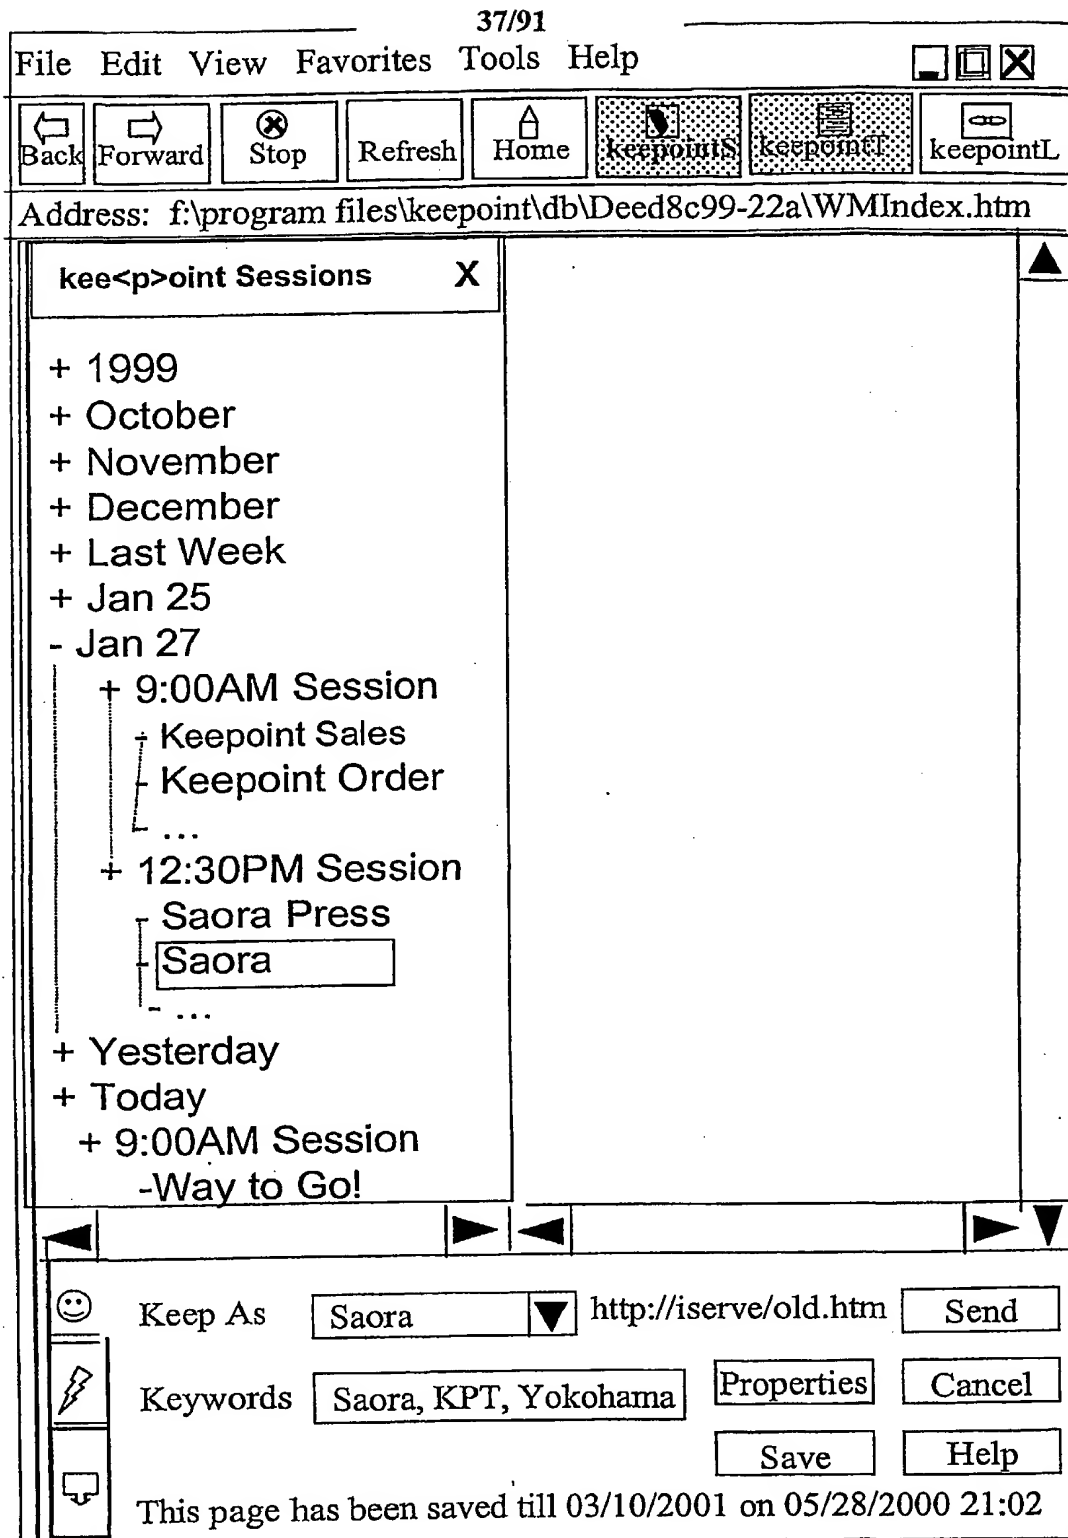 37/91
File Edit View Favorites Tools Help
Back Forward Stop Refresh Home keepointS keepointT keepointL
Address: f:\program files\keepoint\db\Deed8c99-22a\WMIndex.htm
kee<p>oint Sessions X
+ 1999
+ October
+ November
+ December
+ Last Week
+ Jan 25
- Jan 27
+ 9:00AM Session
- Keepoint Sales
- Keepoint Order
- ...
+ 12:30PM Session
- Saora Press
- Saora
- ...
+ Yesterday
+ Today
+ 9:00AM Session
-Way to Go!
Keep As Saora http://iserve/old.htm Send
Keywords Saora, KPT, Yokohama Properties Cancel
Save Help
This page has been saved till 03/10/2001 on 05/28/2000 21:02